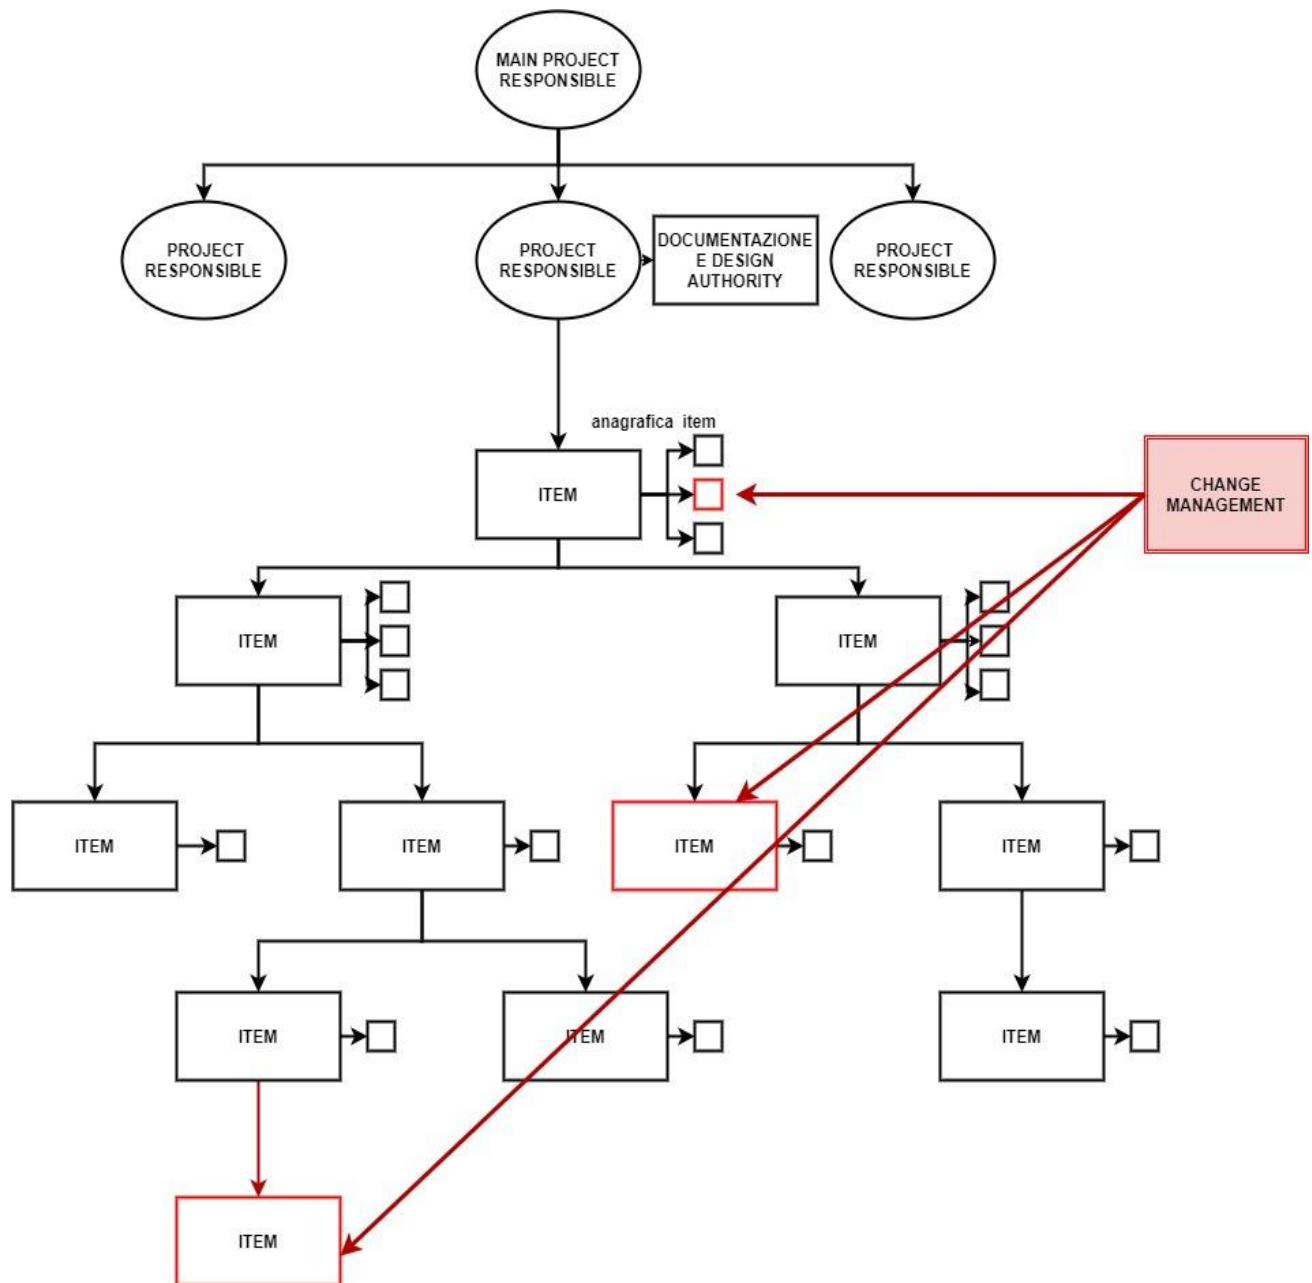 MAIN PROJECT
RESPONSIBLE
PROJECT
RESPONSIBLE
PROJECT
RESPONSIBLE
DOCUMENTAZIONE
E DESIGN
AUTHORITY
PROJECT
RESPONSIBLE
anagrafica item
ITEM
CHANGE
MANAGEMENT
ITEM
ITEM
ITEM
ITEM
ITEM
ITEM
ITEM
ITEM
ITEM
ITEM